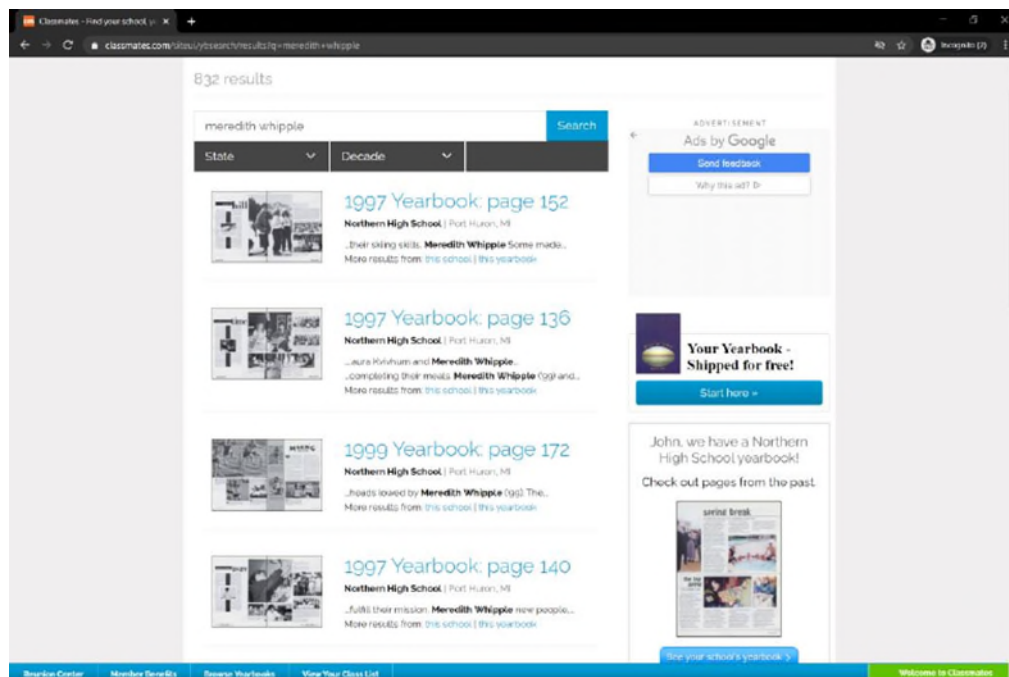 Classmates - Find your school, y
classmates.com/siteui/ybsearch/results?q=meredith+whipple
Incognito (2)
832 results
meredith whipple
Search
State
Decade
1997 Yearbook: page 152
Northern High School | Port Huron, MI
...their skiing skills. Meredith Whipple Some made...
More results from: this school | this yearbook
1997 Yearbook: page 136
Northern High School | Port Huron, MI
...aura Kvivhum and Meredith Whipple...
...completing their meals. Meredith Whipple ('99) and...
More results from: this school | this yearbook
1999 Yearbook: page 172
Northern High School | Port Huron, MI
...heads lowed by Meredith Whipple (99). The...
More results from: this school | this yearbook
1997 Yearbook: page 140
Northern High School | Port Huron, MI
...fulfill their mission. Meredith Whipple new people,...
More results from: this school | this yearbook
ADVERTISEMENT
Ads by Google
Send feedback
Why this ad?
Your Yearbook -
Shipped for free!
Start here »
John, we have a Northern
High School yearbook!
Check out pages from the past.
spring break
See your school's yearbook >
Reunion Center
Member Benefits
Browse Yearbooks
View Your Class List
Welcome to Classmates